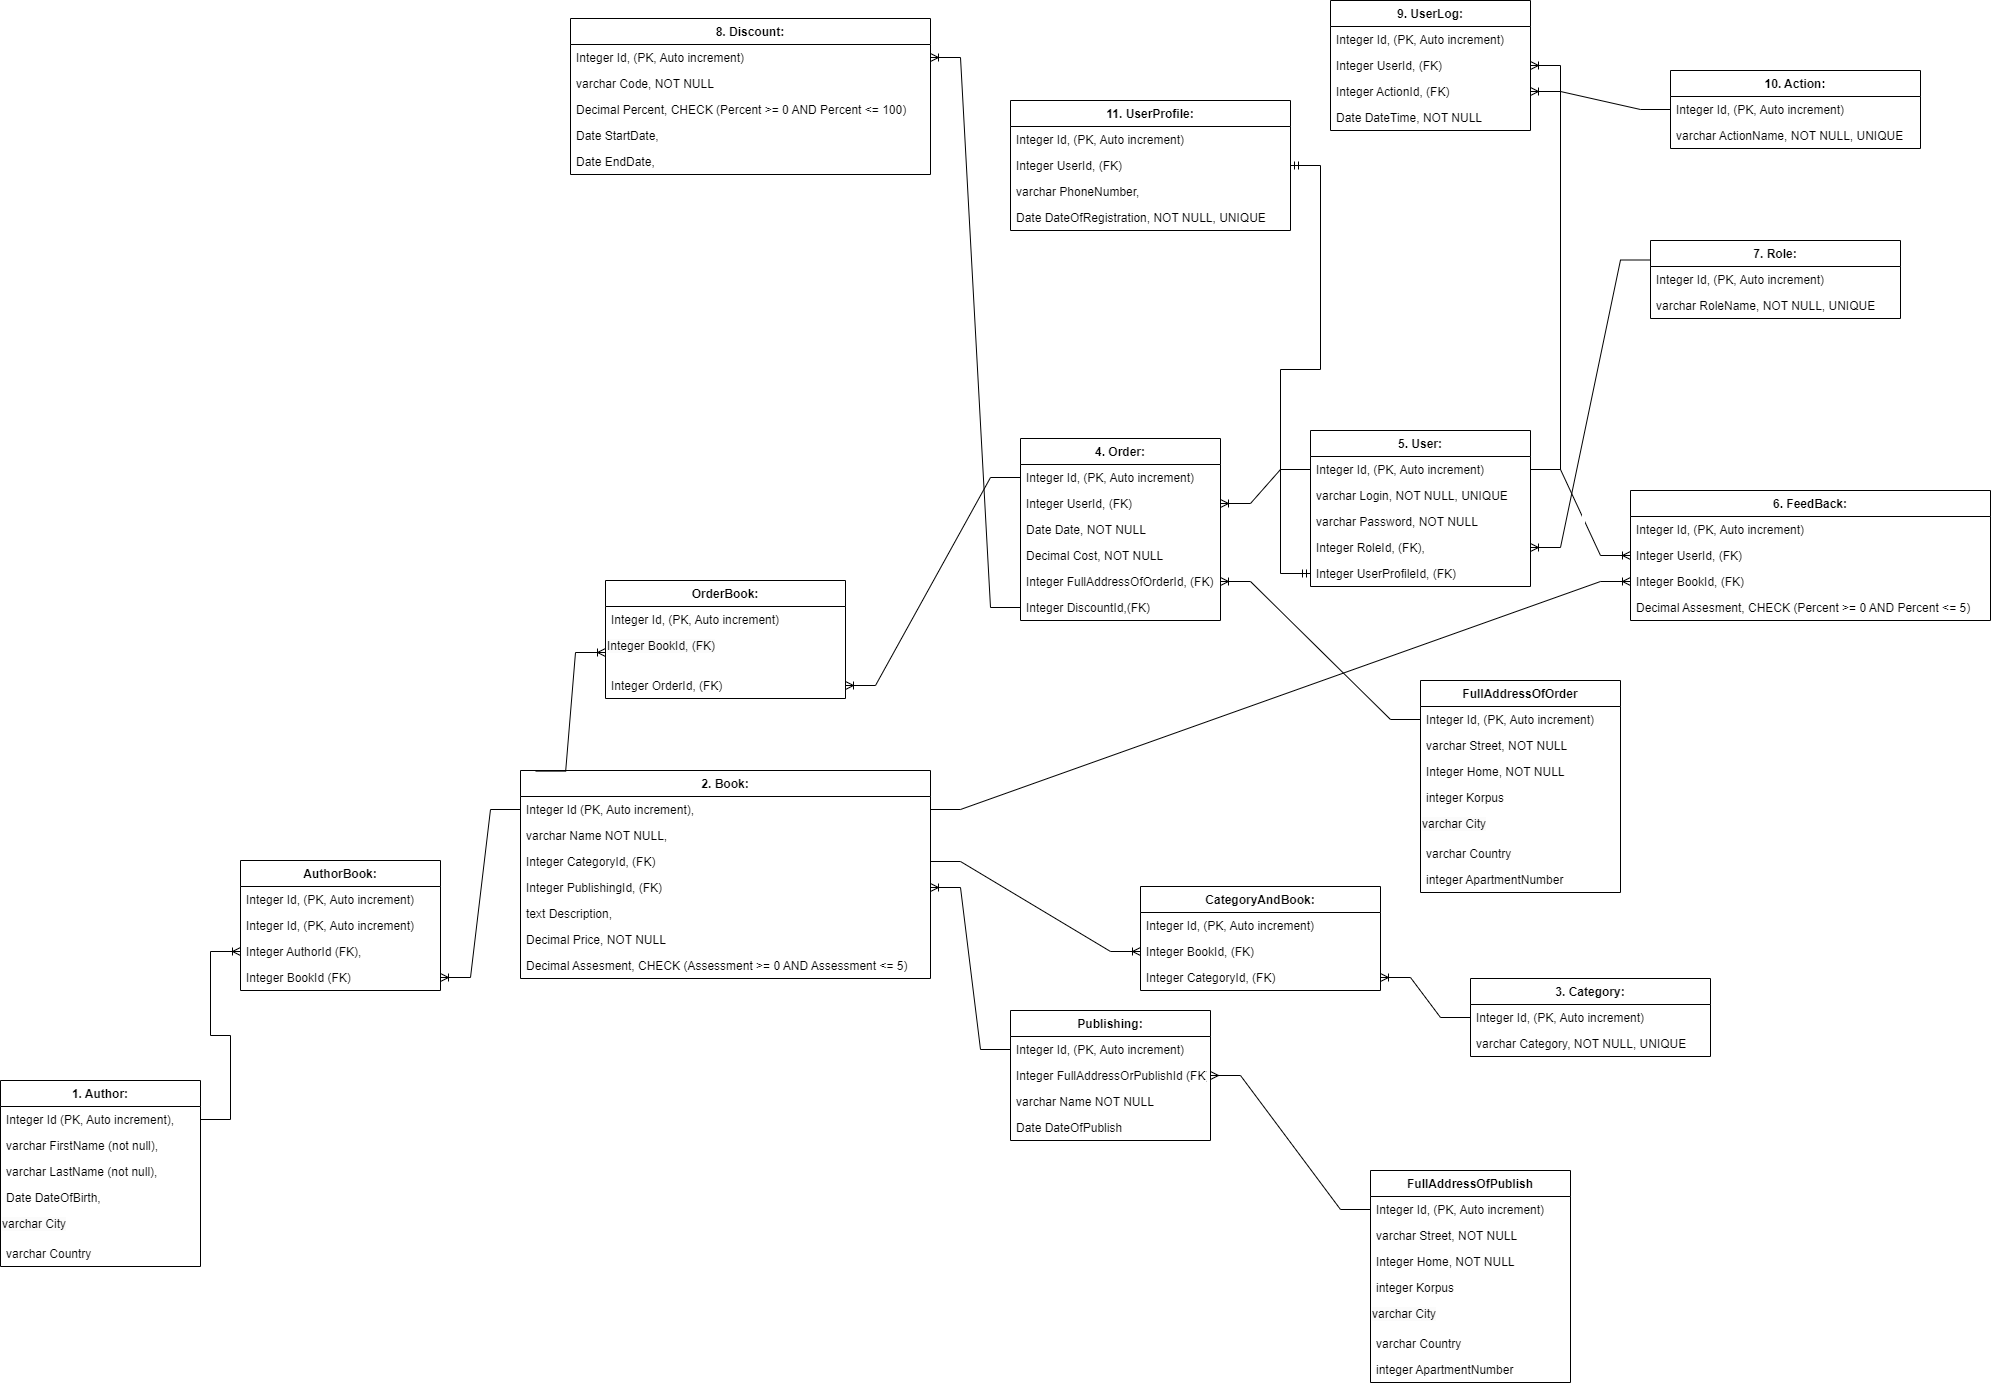 8. Discount:
Integer Id, (PK, Auto increment)
varchar Code, NOT NULL
Decimal Percent, CHECK (Percent >= 0 AND Percent <= 100)
Date StartDate,
Date EndDate,
9. UserLog:
Integer Id, (PK, Auto increment)
Integer UserId, (FK)
Integer ActionId, (FK)
Date DateTime, NOT NULL
10. Action:
Integer Id, (PK, Auto increment)
varchar ActionName, NOT NULL, UNIQUE
11. UserProfile:
Integer Id, (PK, Auto increment)
Integer UserId, (FK)
varchar PhoneNumber,
Date DateOfRegistration, NOT NULL, UNIQUE
7. Role:
Integer Id, (PK, Auto increment)
varchar RoleName, NOT NULL, UNIQUE
4. Order:
Integer Id, (PK, Auto increment)
Integer UserId, (FK)
Date Date, NOT NULL
Decimal Cost, NOT NULL
Integer FullAddressOfOrderId, (FK)
Integer DiscountId,(FK)
5. User:
Integer Id, (PK, Auto increment)
varchar Login, NOT NULL, UNIQUE
varchar Password, NOT NULL
Integer RoleId, (FK),
Integer UserProfileId, (FK)
6. FeedBack:
Integer Id, (PK, Auto increment)
Integer UserId, (FK)
Integer BookId, (FK)
Decimal Assesment, CHECK (Percent >= 0 AND Percent <= 5)
OrderBook:
Integer Id, (PK, Auto increment)
Integer BookId, (FK)
Integer OrderId, (FK)
FullAddressOfOrder
Integer Id, (PK, Auto increment)
varchar Street, NOT NULL
Integer Home, NOT NULL
integer Korpus
varchar City
varchar Country
integer ApartmentNumber
2. Book:
Integer Id (PK, Auto increment),
varchar Name NOT NULL,
Integer CategoryId, (FK)
Integer PublishingId, (FK)
text Description,
Decimal Price, NOT NULL
Decimal Assesment, CHECK (Assessment >= 0 AND Assessment <= 5)
AuthorBook:
Integer Id, (PK, Auto increment)
Integer Id, (PK, Auto increment)
Integer AuthorId (FK),
Integer BookId (FK)
CategoryAndBook:
Integer Id, (PK, Auto increment)
Integer BookId, (FK)
Integer CategoryId, (FK)
3. Category:
Integer Id, (PK, Auto increment)
varchar Category, NOT NULL, UNIQUE
Publishing:
Integer Id, (PK, Auto increment)
Integer FullAddressOrPublishId (FK
varchar Name NOT NULL
Date DateOfPublish
1. Author:
Integer Id (PK, Auto increment),
varchar FirstName (not null),
varchar LastName (not null),
Date DateOfBirth,
varchar City
varchar Country
FullAddressOfPublish
Integer Id, (PK, Auto increment)
varchar Street, NOT NULL
Integer Home, NOT NULL
integer Korpus
varchar City
varchar Country
integer ApartmentNumber